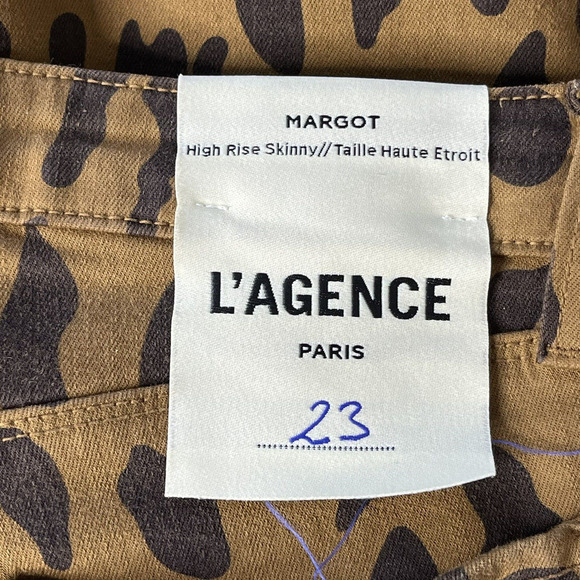 MARGOT
High Rise Skinny//Taille Haute Etroit
L'AGENCE
PARIS
23